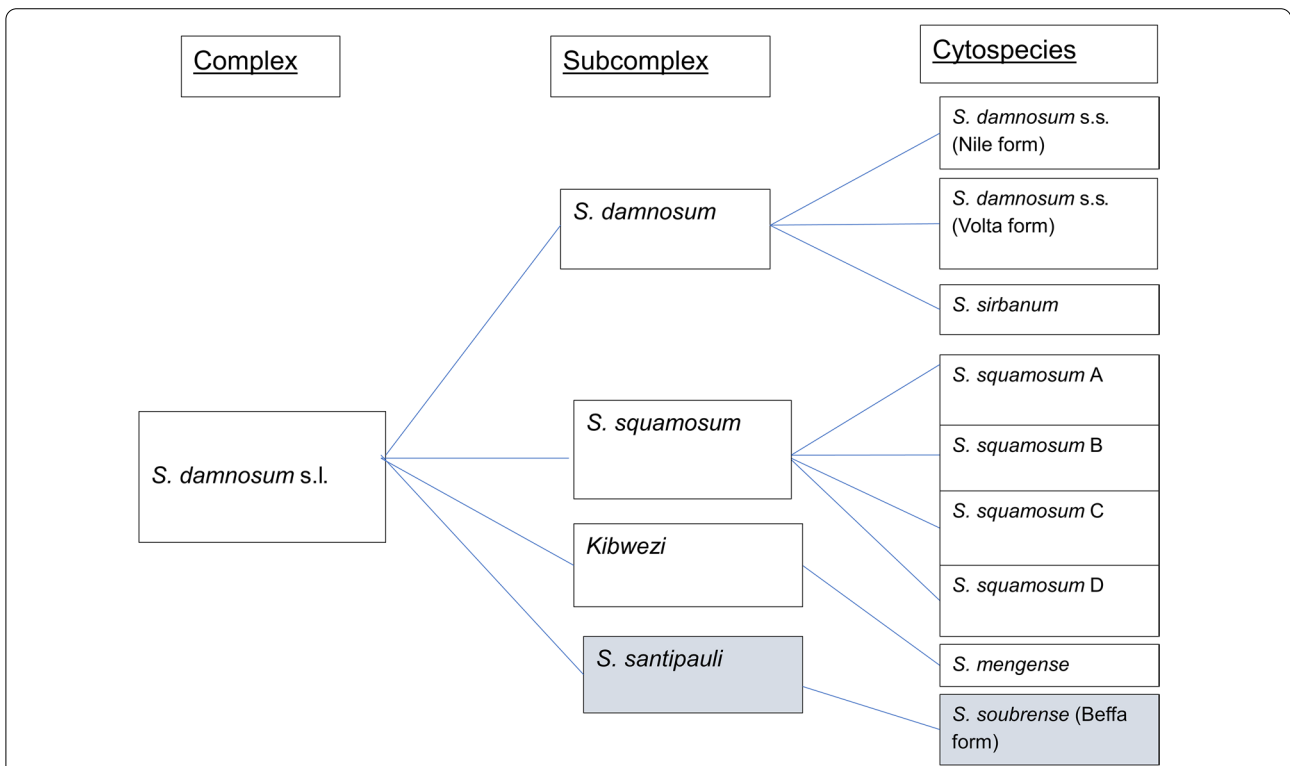 Complex
Subcomplex
Cytospecies
S. damnosum s.s.
(Nile form)
S. damnosum
S. damnosum s.s.
(Volta form)
S. sirbanum
S. damnosum s.l.
S. squamosum
S. squamosum A
S. squamosum B
S. squamosum C
S. squamosum D
Kibwezi
S. mengense
S. santipauli
S. soubrense (Beffa
form)